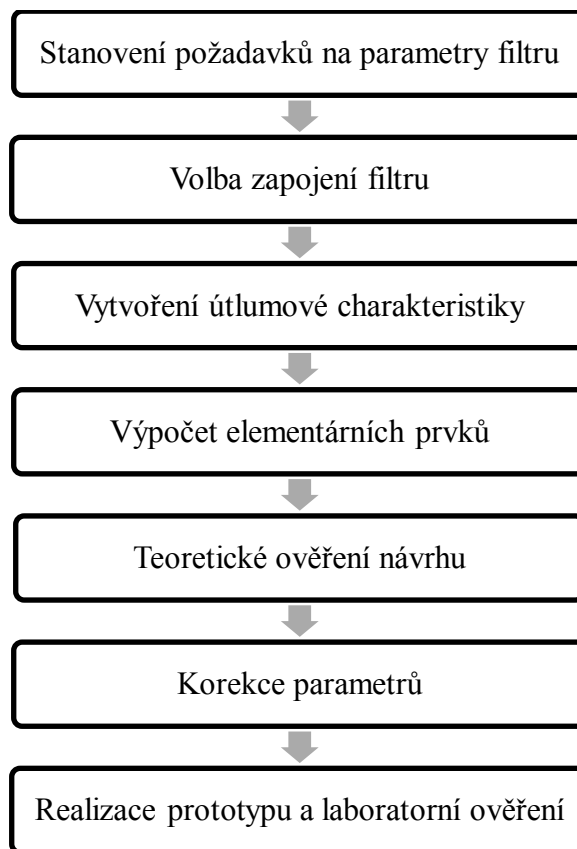 Stanovení požadavků na parametry filtru
Volba zapojení filtru
Vytvoření útlumové charakteristiky
Výpočet elementárních prvků
Teoretické ověření návrhu
Korekce parametrů
Realizace prototypu a laboratorní ověření